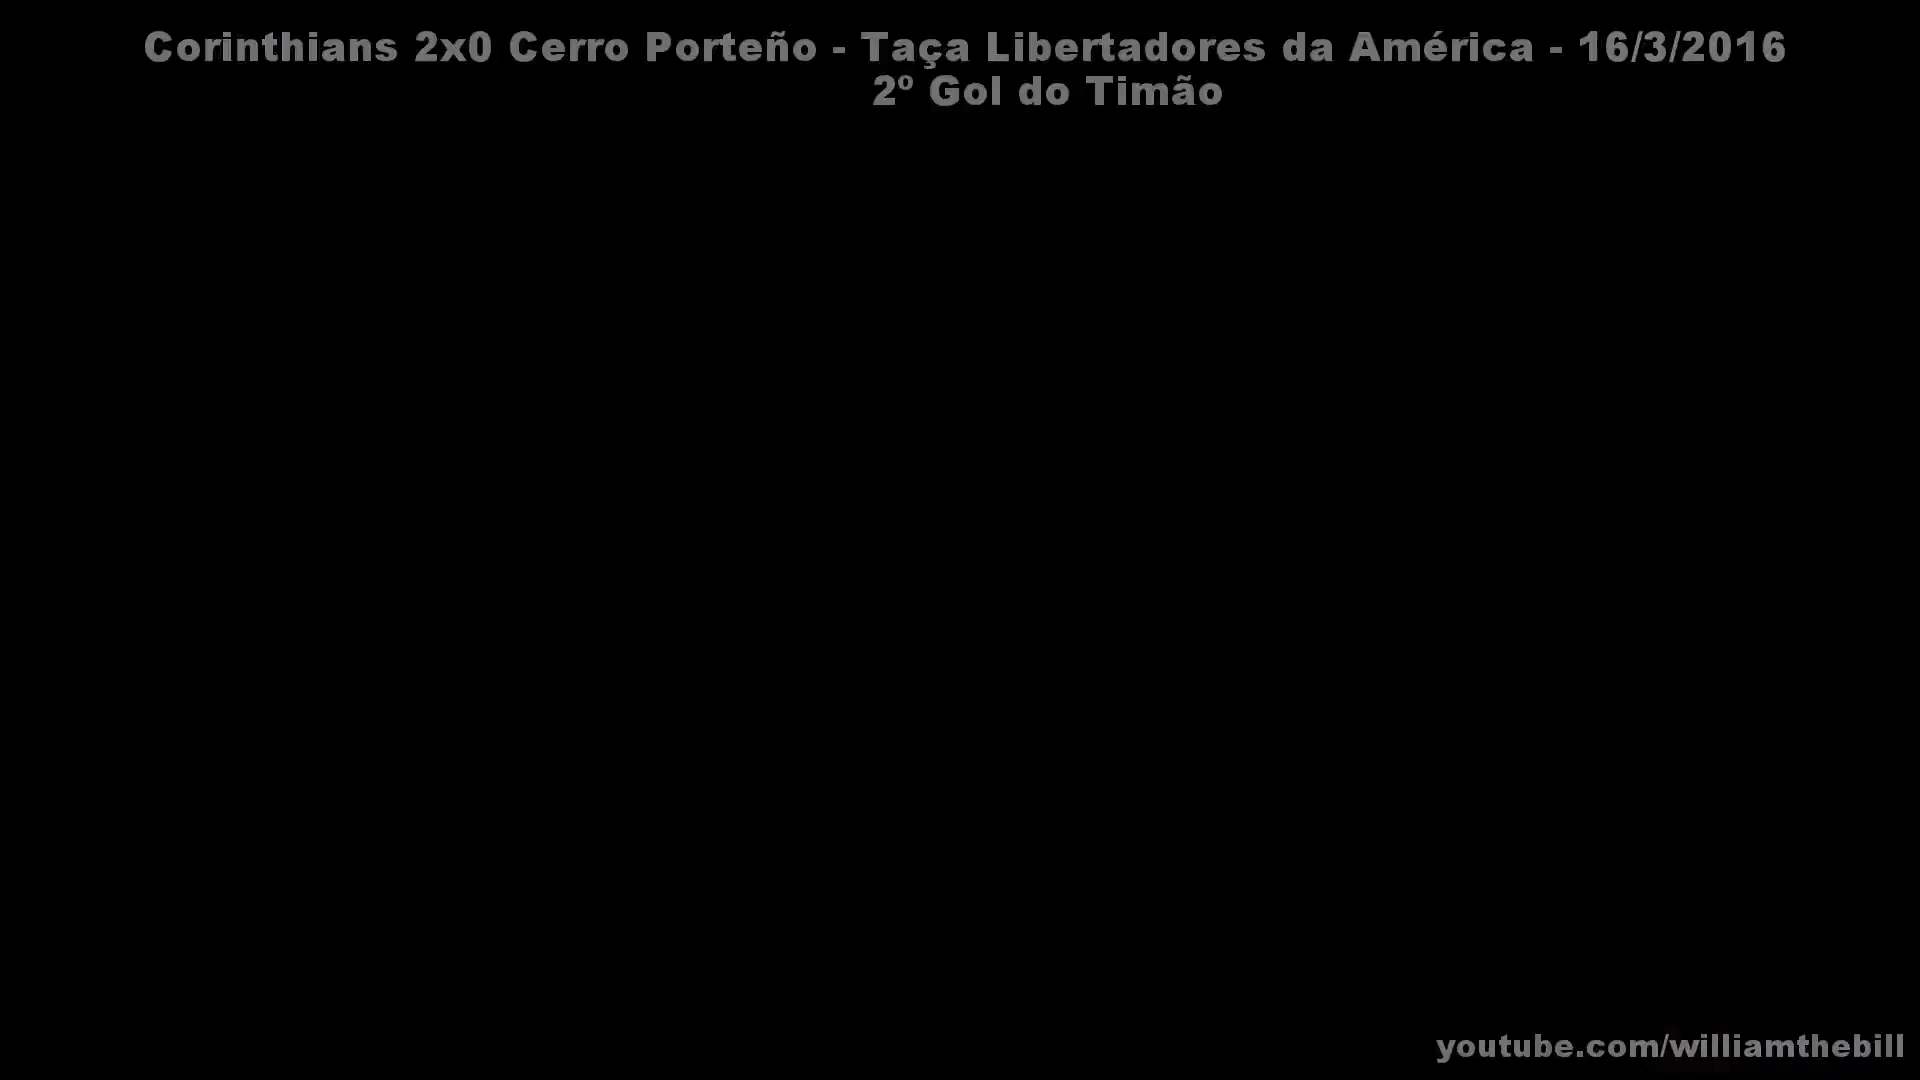 Corinthians 2x0 Cerro Porteño - Taça Libertadores da América - 16/3/2016
2º Gol do Timão
youtube.com/williamthebill